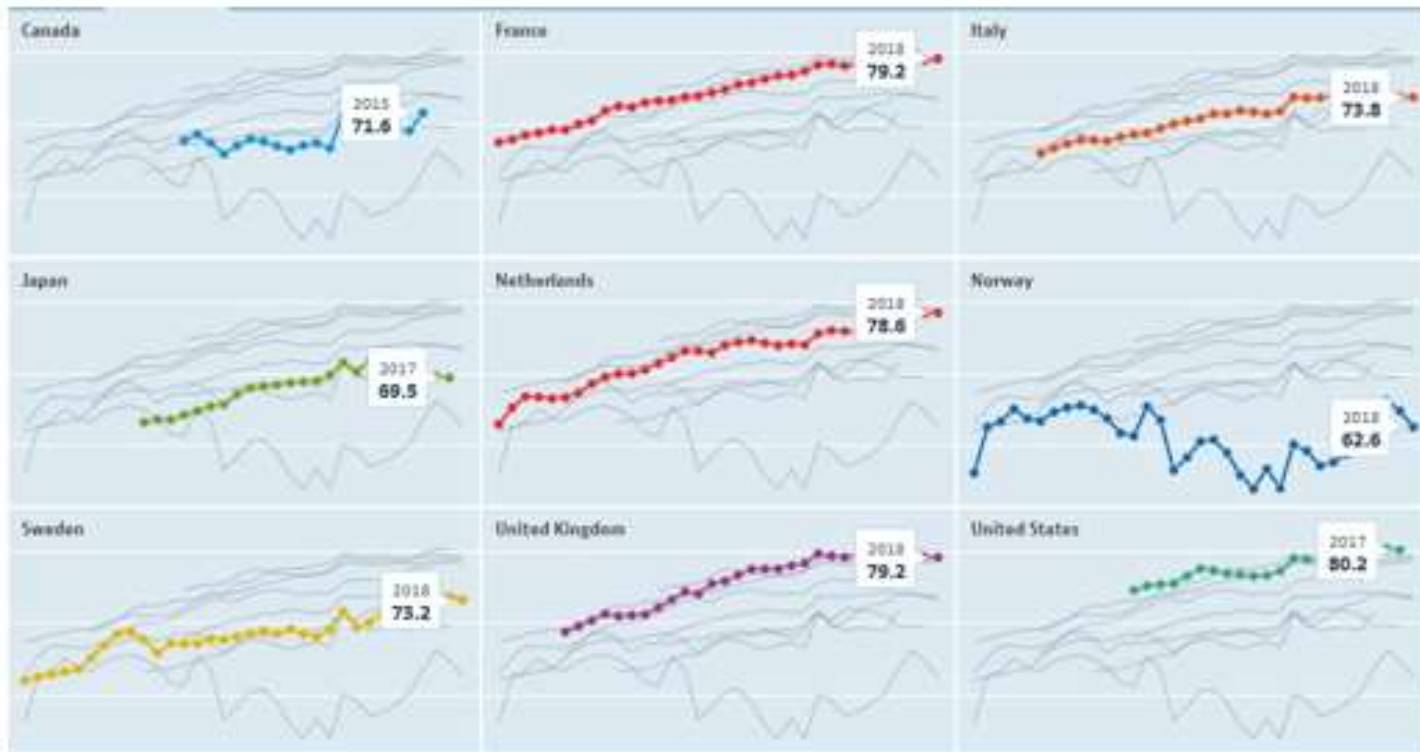 Canada
2015
71.6
France
2018
79.2
Italy
2018
73.8
Japan
2017
69.5
Netherlands
2018
78.6
Norway
2018
62.6
Sweden
2018
73.2
United Kingdom
2018
79.2
United States
2017
80.2